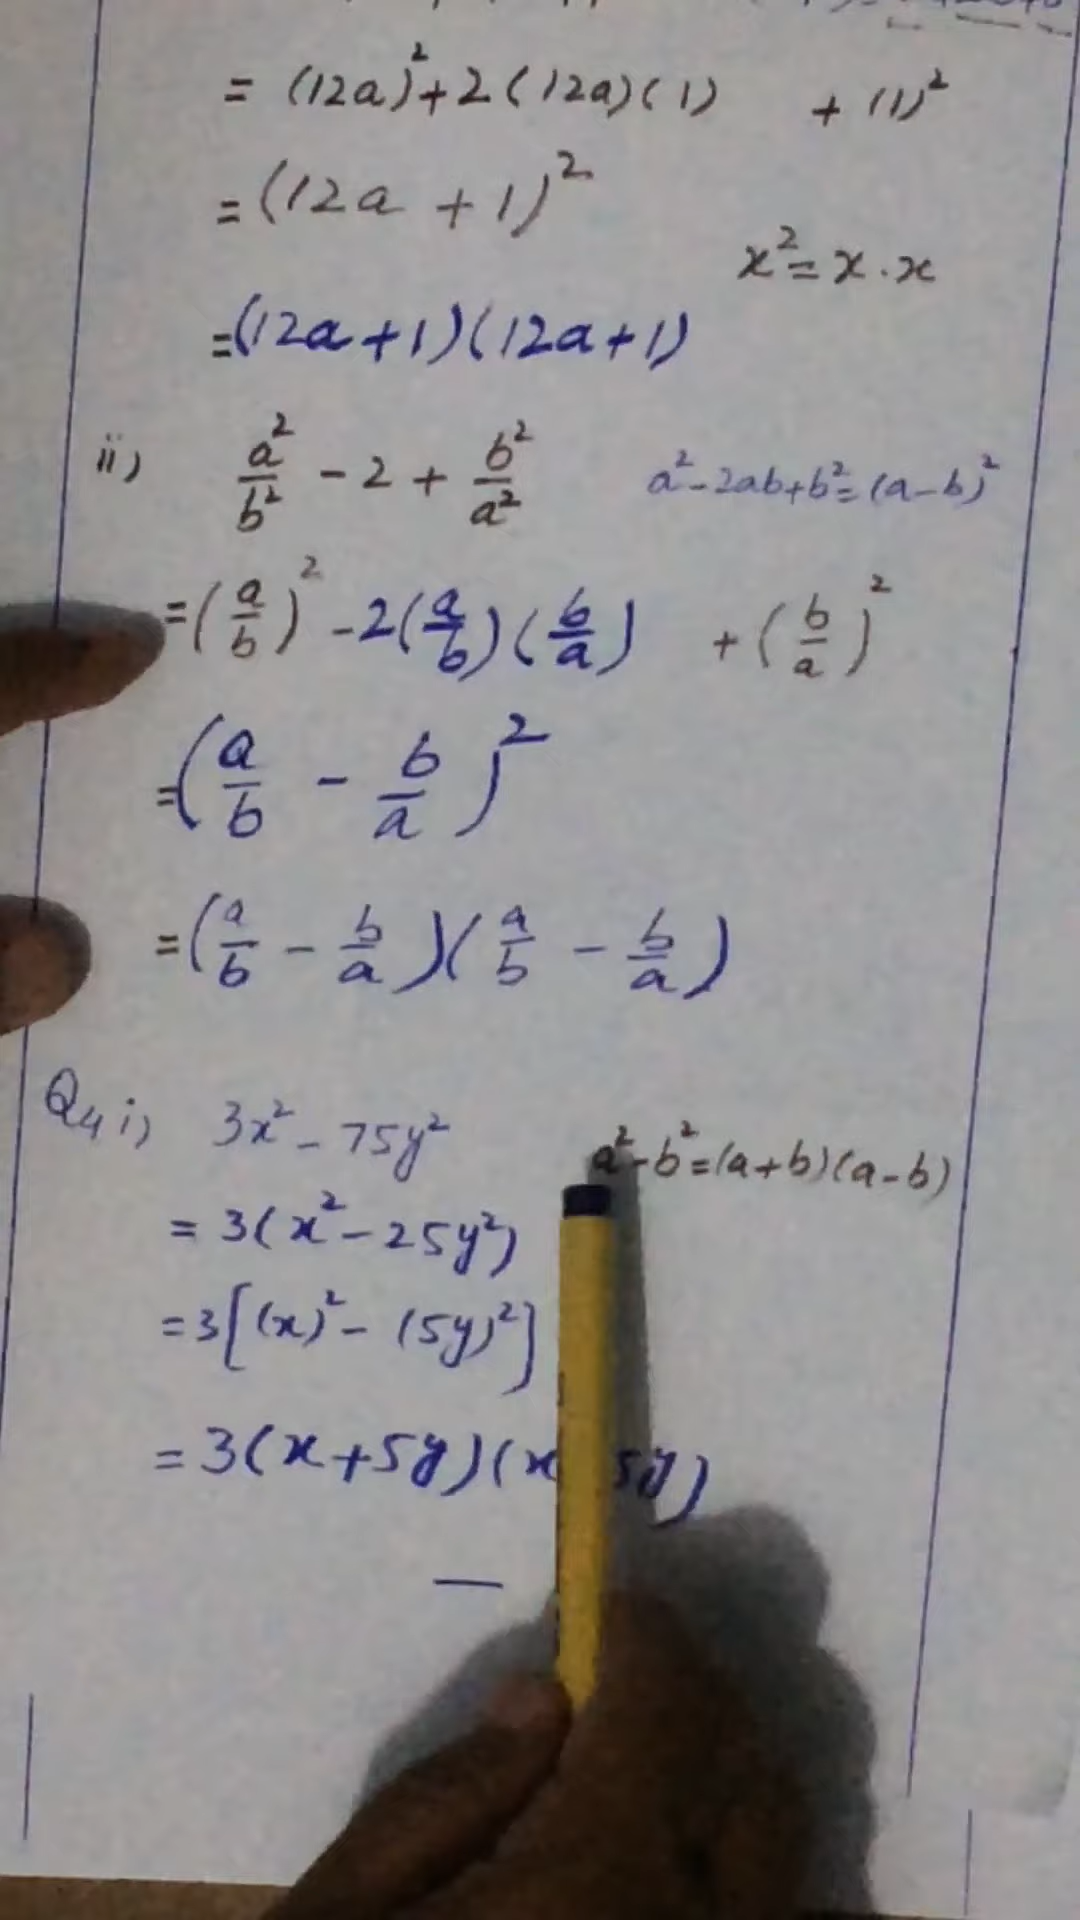 = (12a)² + 2(12a)(1) + (1)²
= (12a + 1)²
x² = x . x
= (12a + 1)(12a + 1)
ii) a²/b² - 2 + b²/a² a² - 2ab + b² = (a - b)²
= (a/b)² - 2(a/b)(b/a) + (b/a)²
= (a/b - b/a)²
= (a/b - b/a)(a/b - b/a)
Q4 i) 3x² - 75y² a² - b² = (a+b)(a-b)
= 3(x² - 25y²)
= 3[(x)² - (5y)²]
= 3(x + 5y)(x 5y)